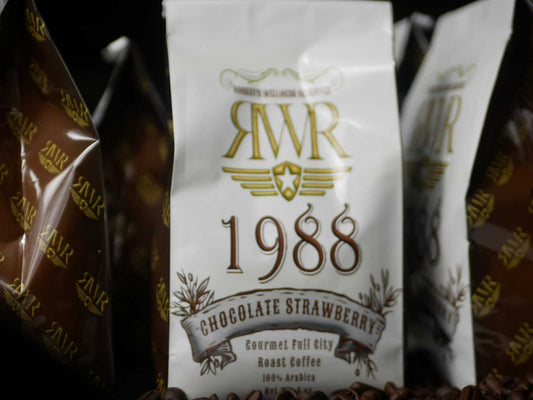 RWR
1988
CHOCOLATE STRAWBERRY
Gourmet Full City
Roast Coffee
100% Arabica